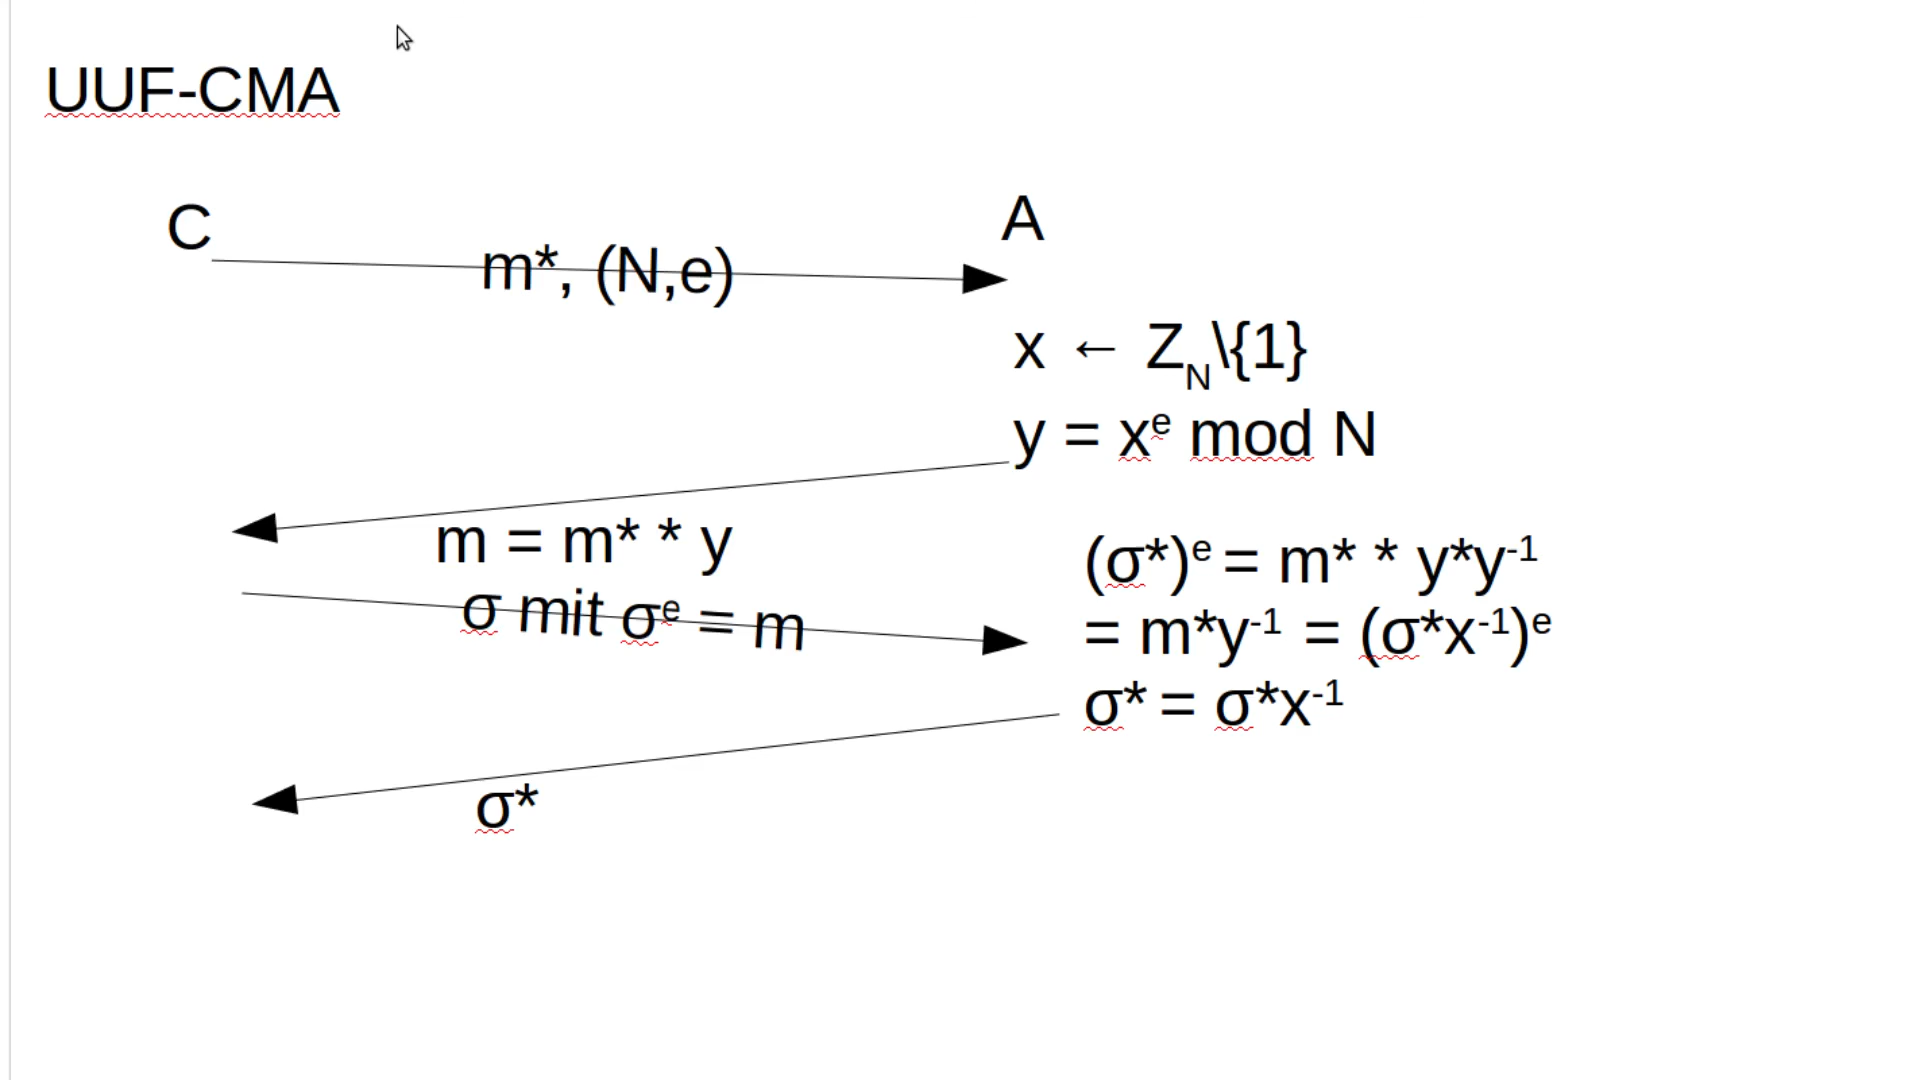 UUF-CMA
C
A
m*, (N,e)
x ← Z_N\{1}
y = x^e mod N
m = m* * y
σ mit σ^e = m
(σ*)^e = m* * y*y^-1
= m*y^-1 = (σ*x^-1)^e
σ* = σ*x^-1
σ*